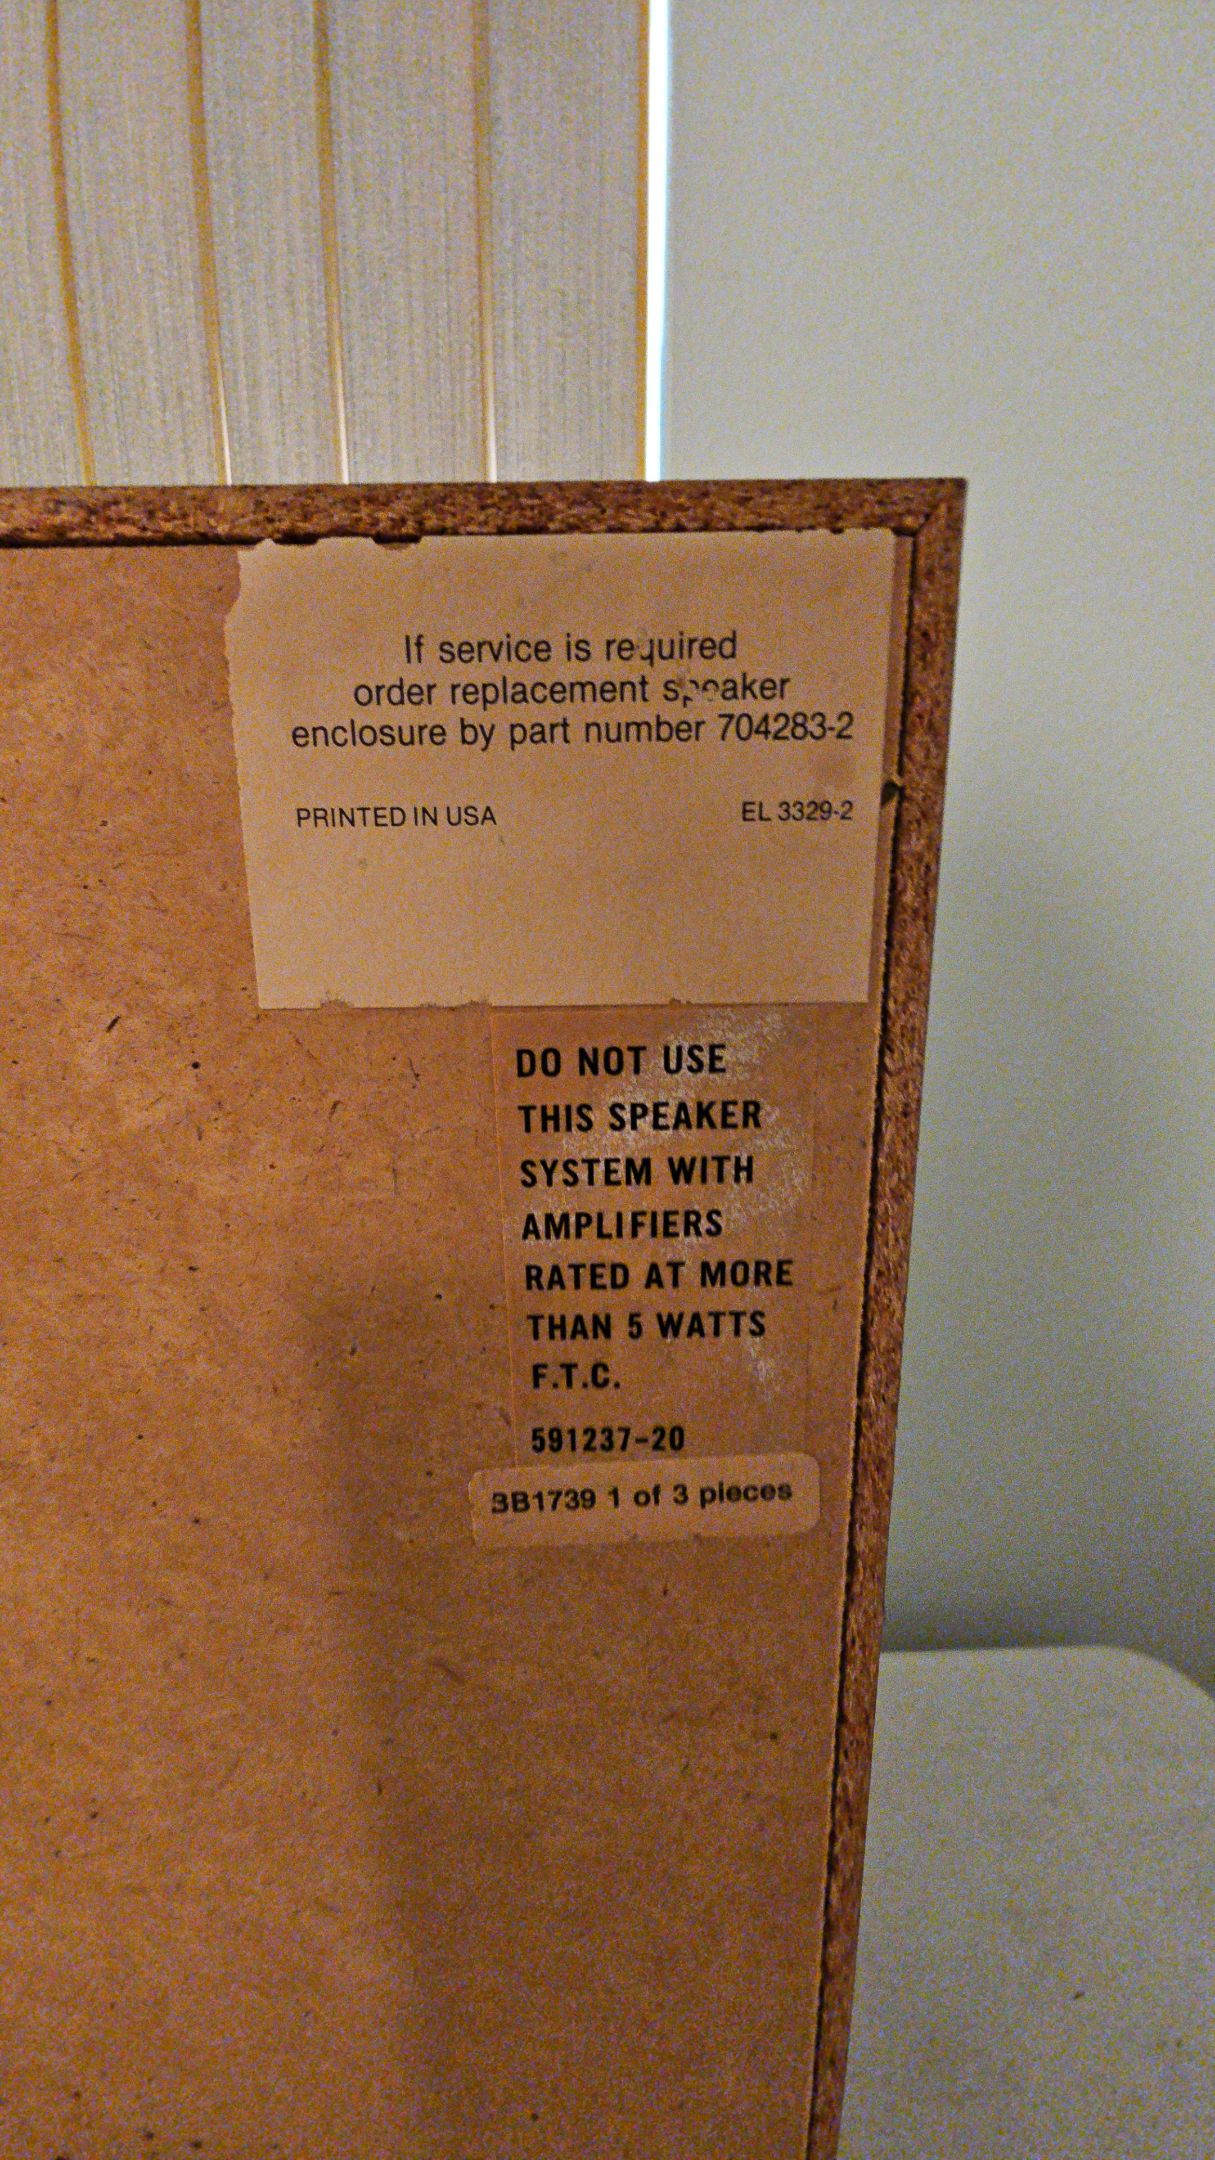 If service is required
order replacement speaker
enclosure by part number 704283-2
PRINTED IN USA EL 3329-2
DO NOT USE
THIS SPEAKER
SYSTEM WITH
AMPLIFIERS
RATED AT MORE
THAN 5 WATTS
F.T.C.
591237-20
BB1739 1 of 3 pieces